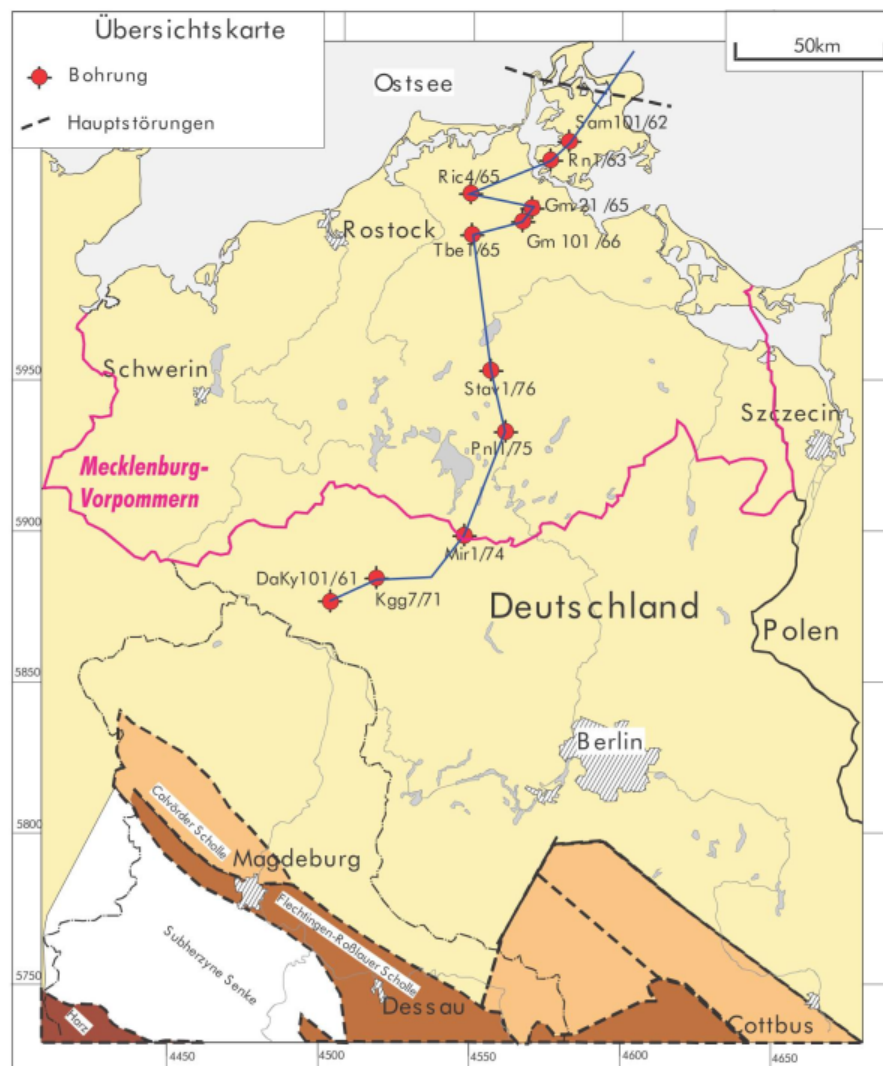 Übersichtskarte
Bohrung
Hauptstörungen
50km
Ostsee
Sam101/62
Rn1/63
Ric4/65
Gm 21 /65
Rostock
Gm 101 /66
Tbe1/65
5950
Schwerin
Stav1/76
Szczecin
Pnl1/75
Mecklenburg-
Vorpommern
5900
Mir1/74
DaKy101/61
Kgg7/71
Deutschland
Polen
5850
Berlin
5800
Calvörder Scholle
Magdeburg
Flechtingen-Roßlauer Scholle
Subherzyne Senke
5750
Dessau
Harz
Cottbus
4450
4500
4550
4600
4650